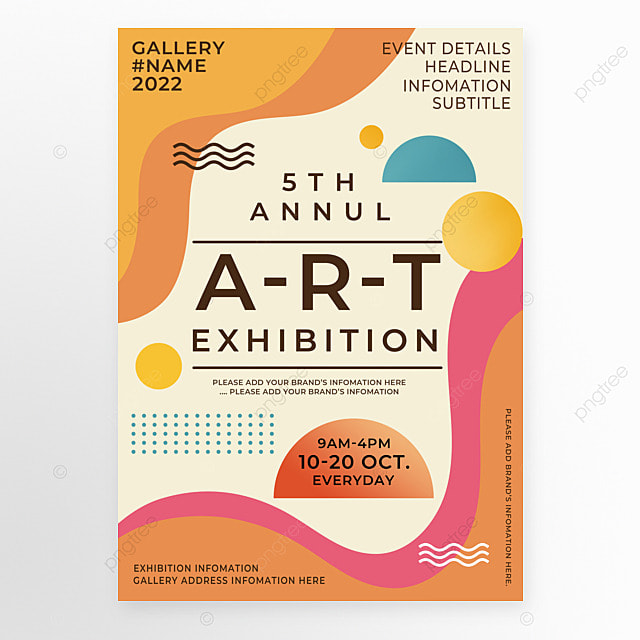 GALLERY
#NAME
2022
EVENT DETAILS
HEADLINE
INFOMATION
SUBTITLE
5TH
ANNUL
A-R-T
EXHIBITION
PLEASE ADD YOUR BRAND'S INFOMATION HERE
.... PLEASE ADD YOUR BRAND'S INFOMATION
9AM-4PM
10-20 OCT.
EVERYDAY
PLEASE ADD BRAND'S INFOMATION HERE.
EXHIBITION INFOMATION
GALLERY ADDRESS INFOMATION HERE
pngtree